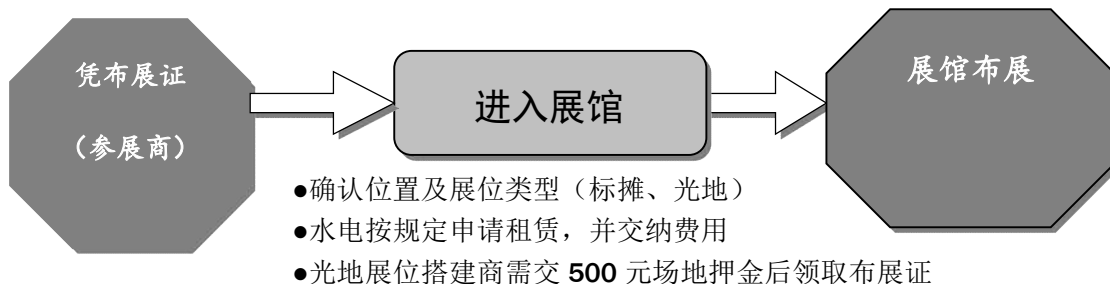 凭布展证
（参展商）
进入展馆
展馆布展
●确认位置及展位类型（标摊、光地）
●水电按规定申请租赁，并交纳费用
●光地展位搭建商需交 500 元场地押金后领取布展证